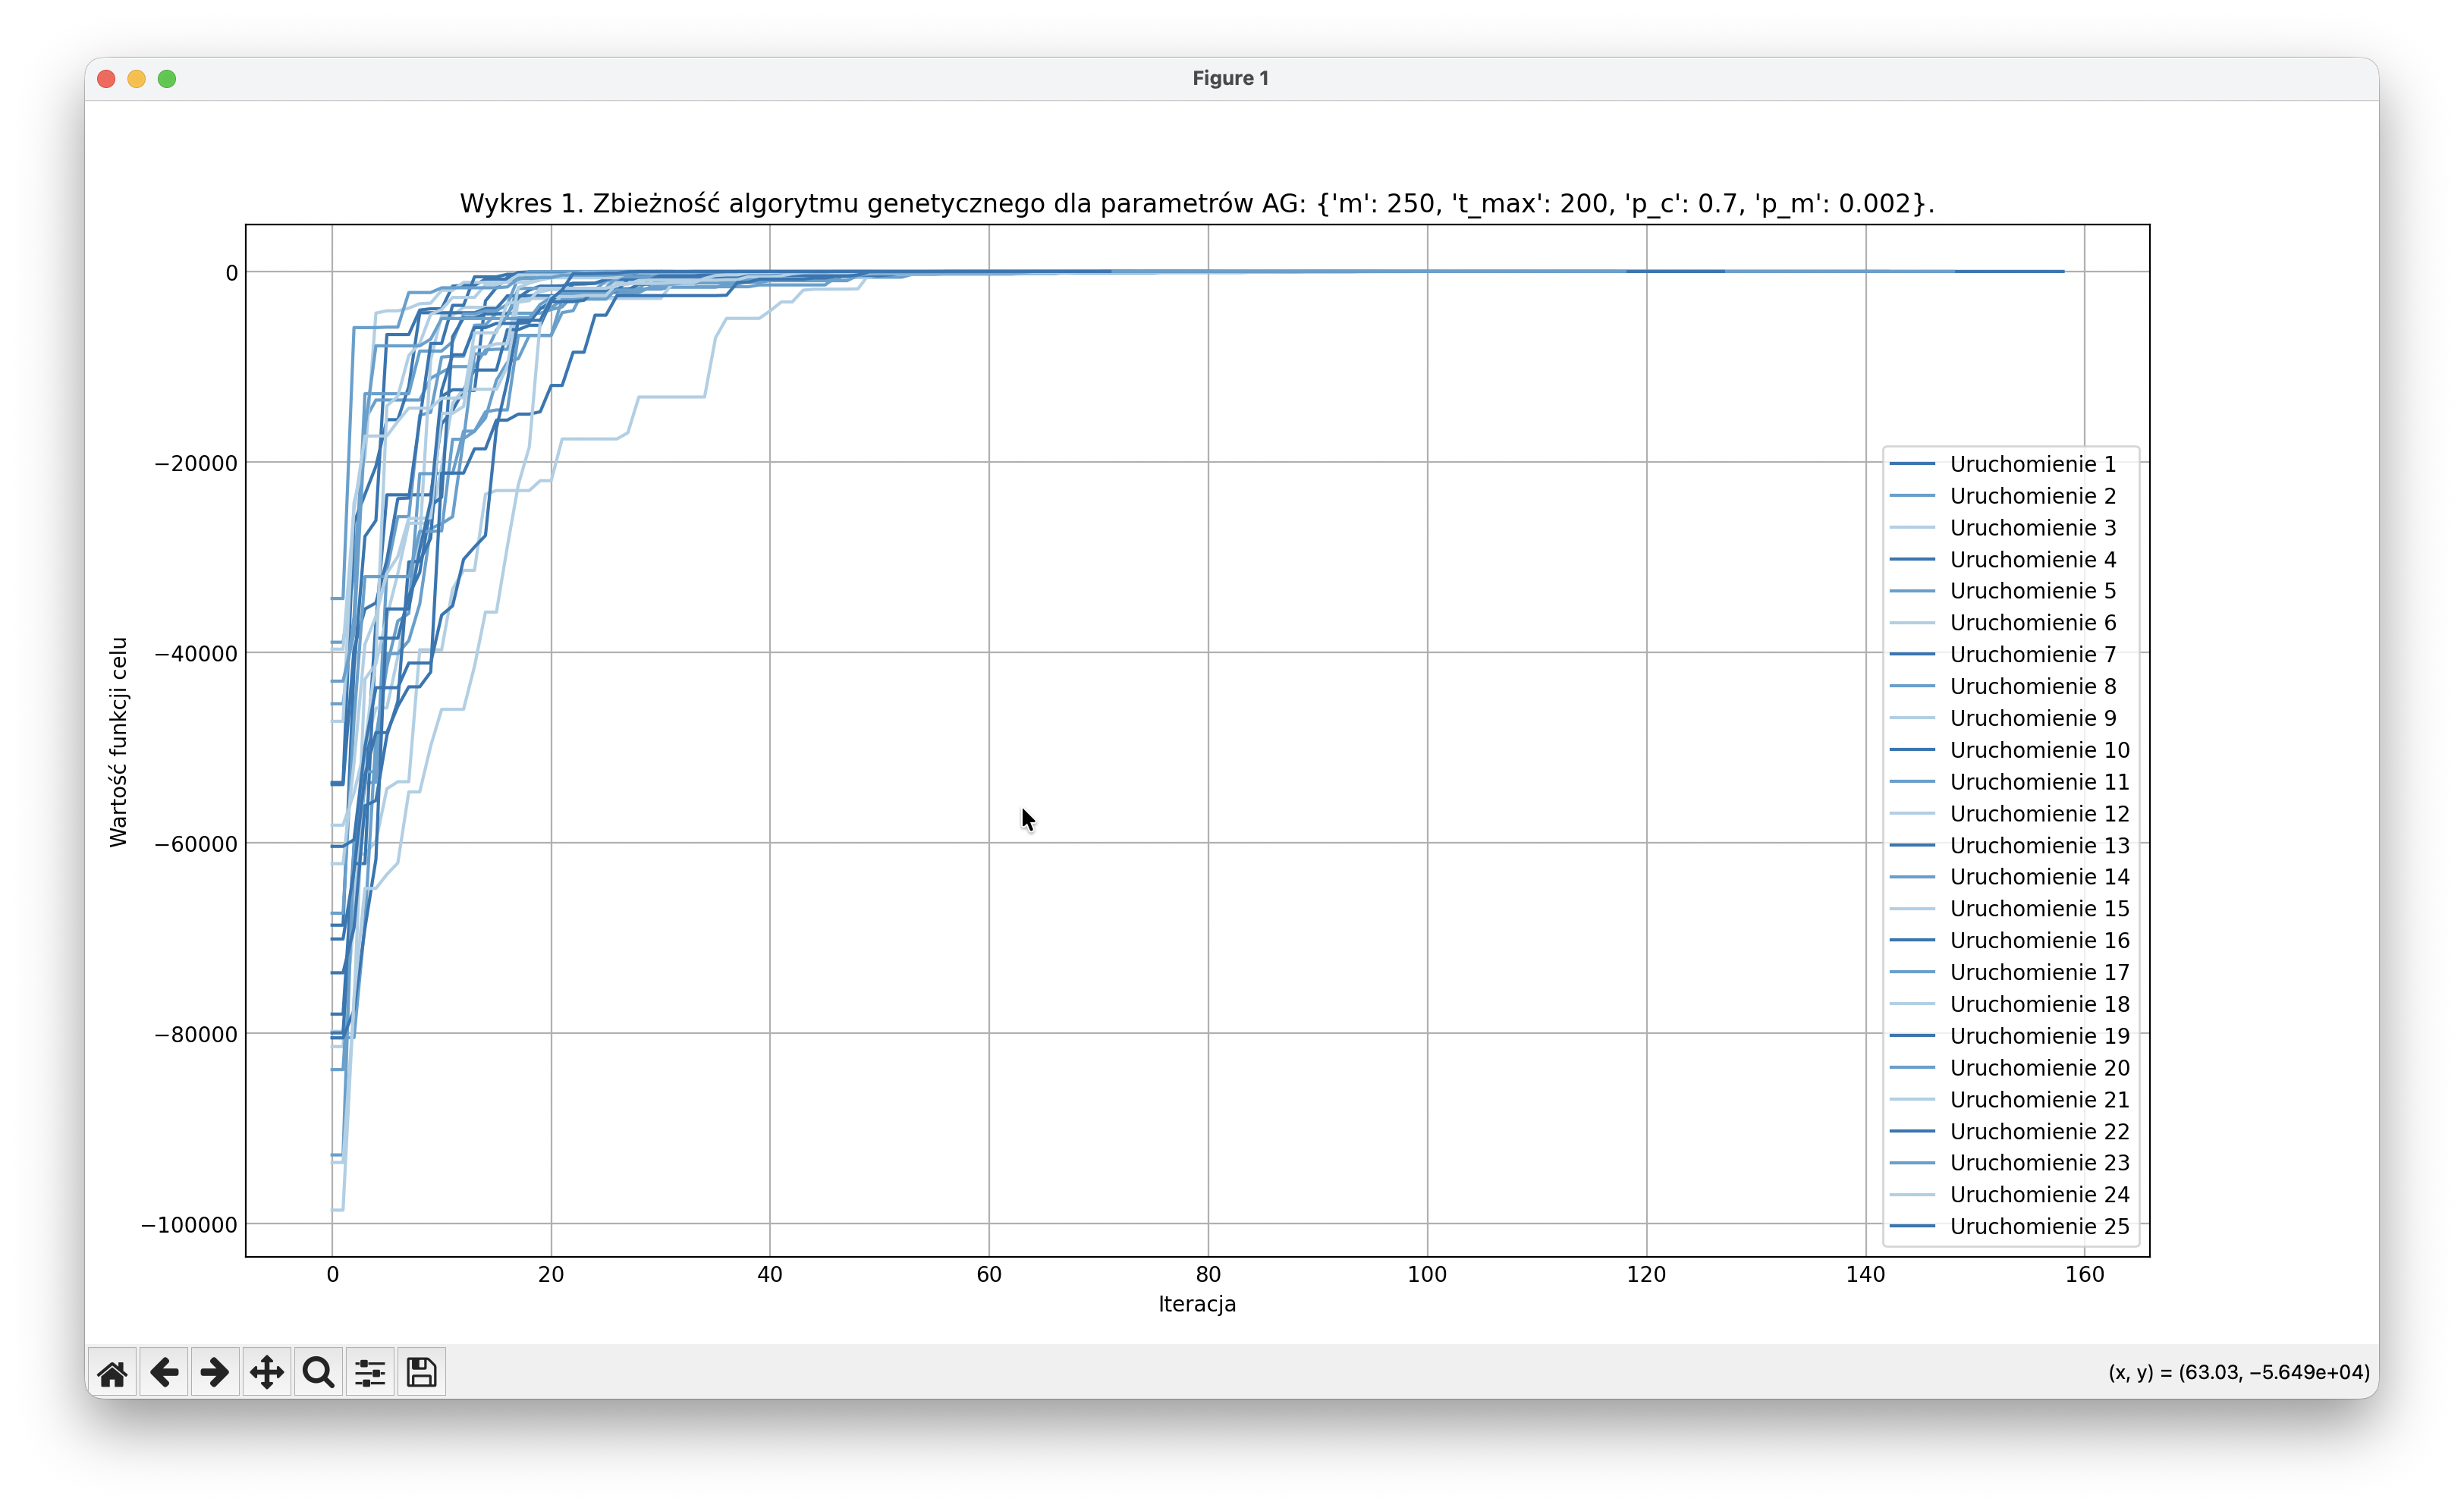 Figure 1
Wykres 1. Zbieżność algorytmu genetycznego dla parametrów AG: {'m': 250, 't_max': 200, 'p_c': 0.7, 'p_m': 0.002}.
0
−20000
−40000
−60000
−80000
−100000
Wartość funkcji celu
Uruchomienie 1
Uruchomienie 2
Uruchomienie 3
Uruchomienie 4
Uruchomienie 5
Uruchomienie 6
Uruchomienie 7
Uruchomienie 8
Uruchomienie 9
Uruchomienie 10
Uruchomienie 11
Uruchomienie 12
Uruchomienie 13
Uruchomienie 14
Uruchomienie 15
Uruchomienie 16
Uruchomienie 17
Uruchomienie 18
Uruchomienie 19
Uruchomienie 20
Uruchomienie 21
Uruchomienie 22
Uruchomienie 23
Uruchomienie 24
Uruchomienie 25
0 20 40 60 80 100 120 140 160
Iteracja
(x, y) = (63.03, −5.649e+04)